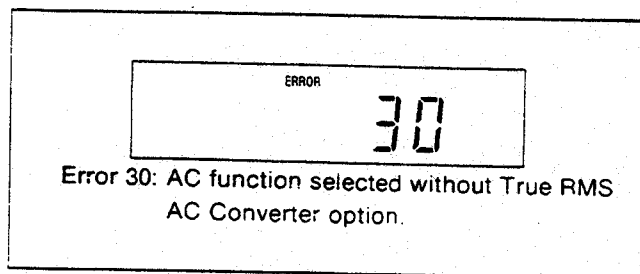 ERROR
30
Error 30: AC function selected without True RMS
AC Converter option.